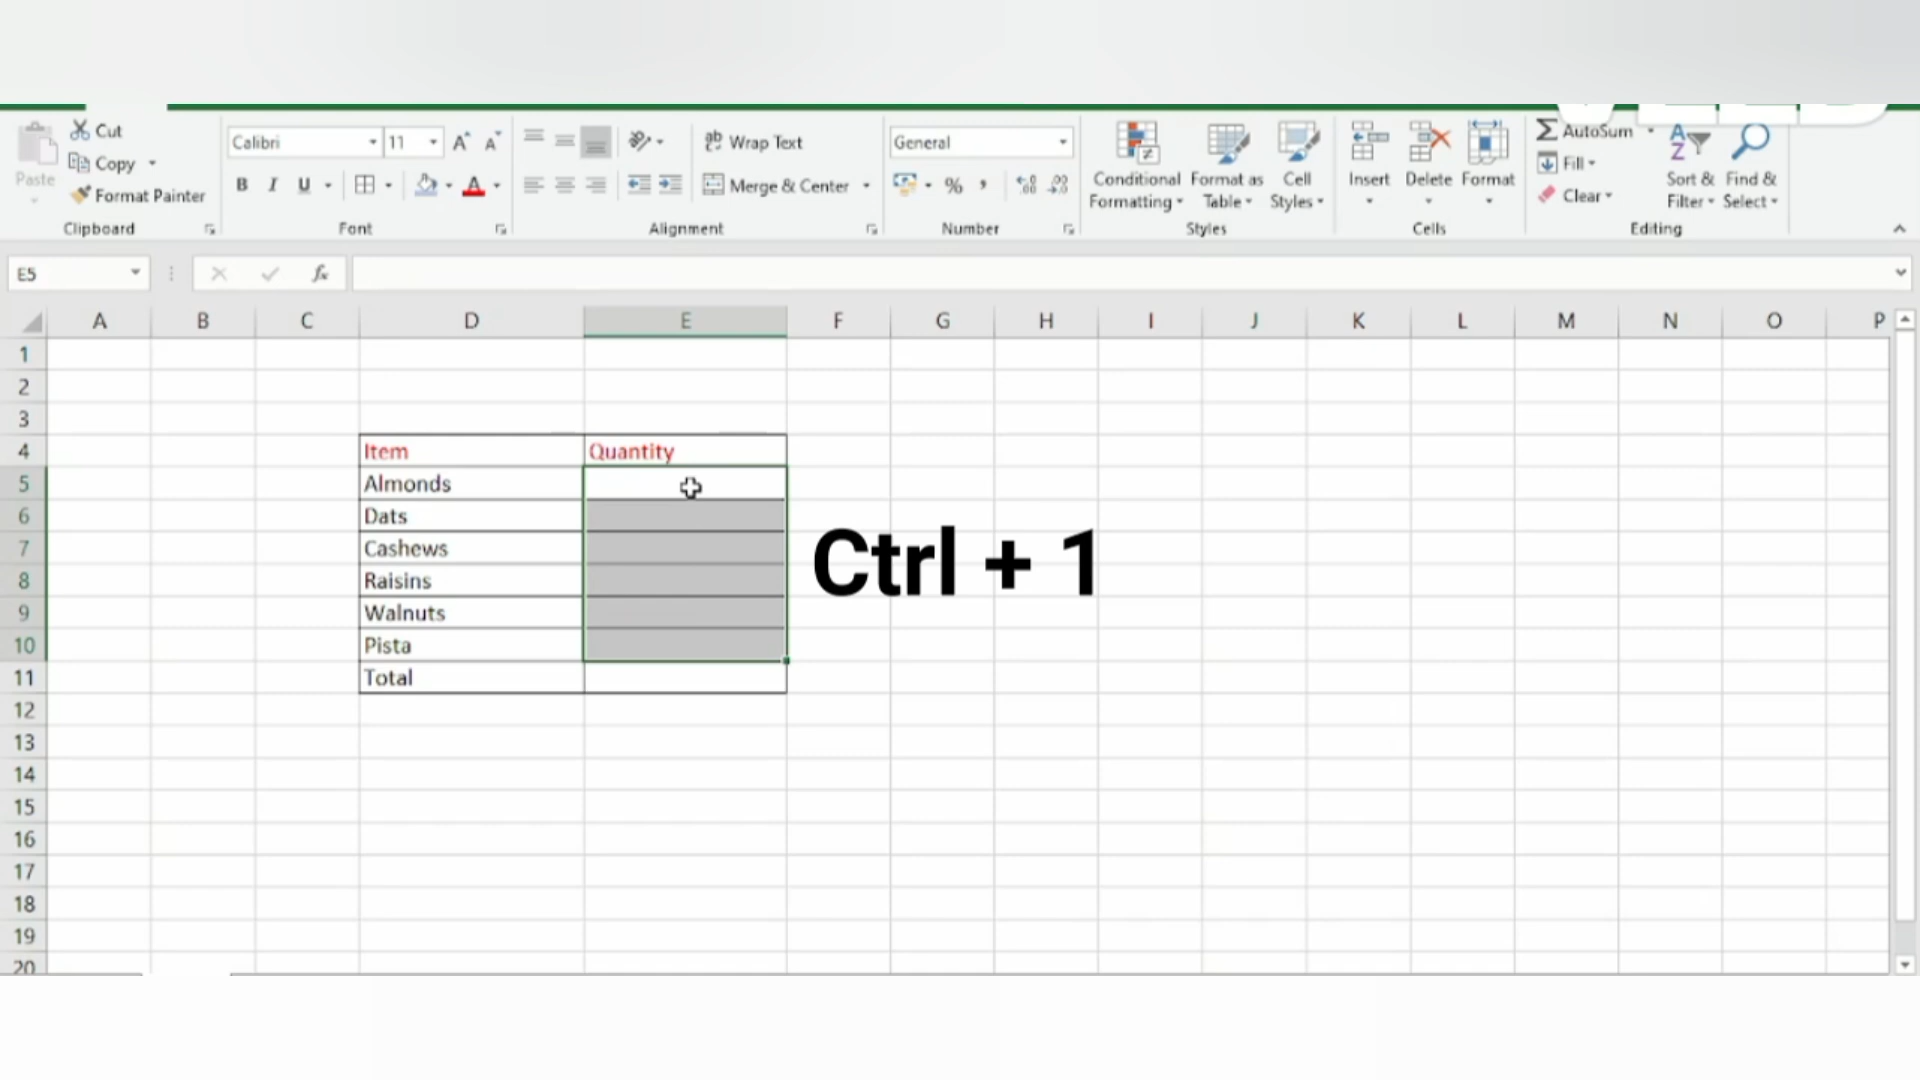 Cut
Copy
Format Painter
Paste
Clipboard
Calibri 11 A A
B I U A
Font
ab Wrap Text
Merge & Center
Alignment
General
% ,
Number
Conditional Formatting
Format as Table
Cell Styles
Styles
Insert Delete Format
Cells
AutoSum
Fill
Clear
Sort & Filter
Find & Select
Editing
E5 fx
A B C D E F G H I J K L M N O P
1
2
3
4 Item Quantity
5 Almonds
6 Dats
7 Cashews
8 Raisins
9 Walnuts
10 Pista
11 Total
12
13
14
15
16
17
18
19
20
Ctrl + 1